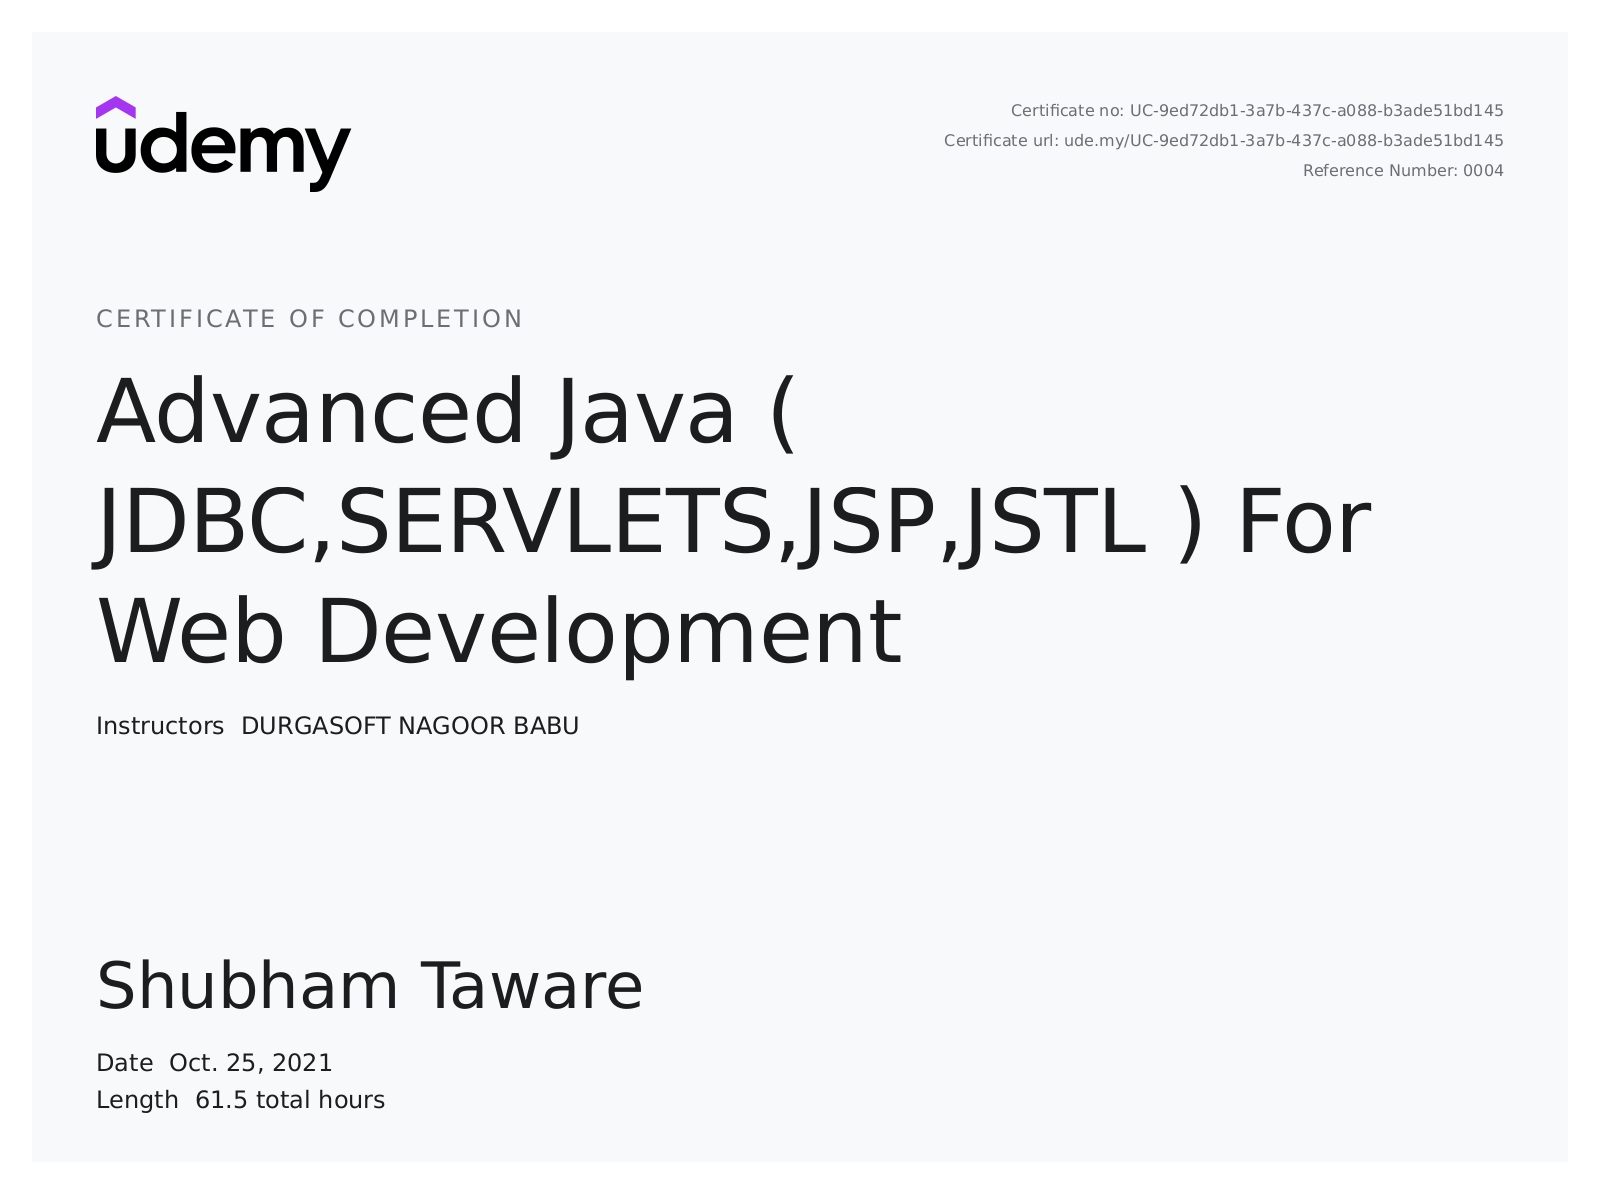 udemy
Certificate no: UC-9ed72db1-3a7b-437c-a088-b3ade51bd145
Certificate url: ude.my/UC-9ed72db1-3a7b-437c-a088-b3ade51bd145
Reference Number: 0004
CERTIFICATE OF COMPLETION
Advanced Java (
JDBC,SERVLETS,JSP,JSTL ) For
Web Development
Instructors DURGASOFT NAGOOR BABU
Shubham Taware
Date Oct. 25, 2021
Length 61.5 total hours